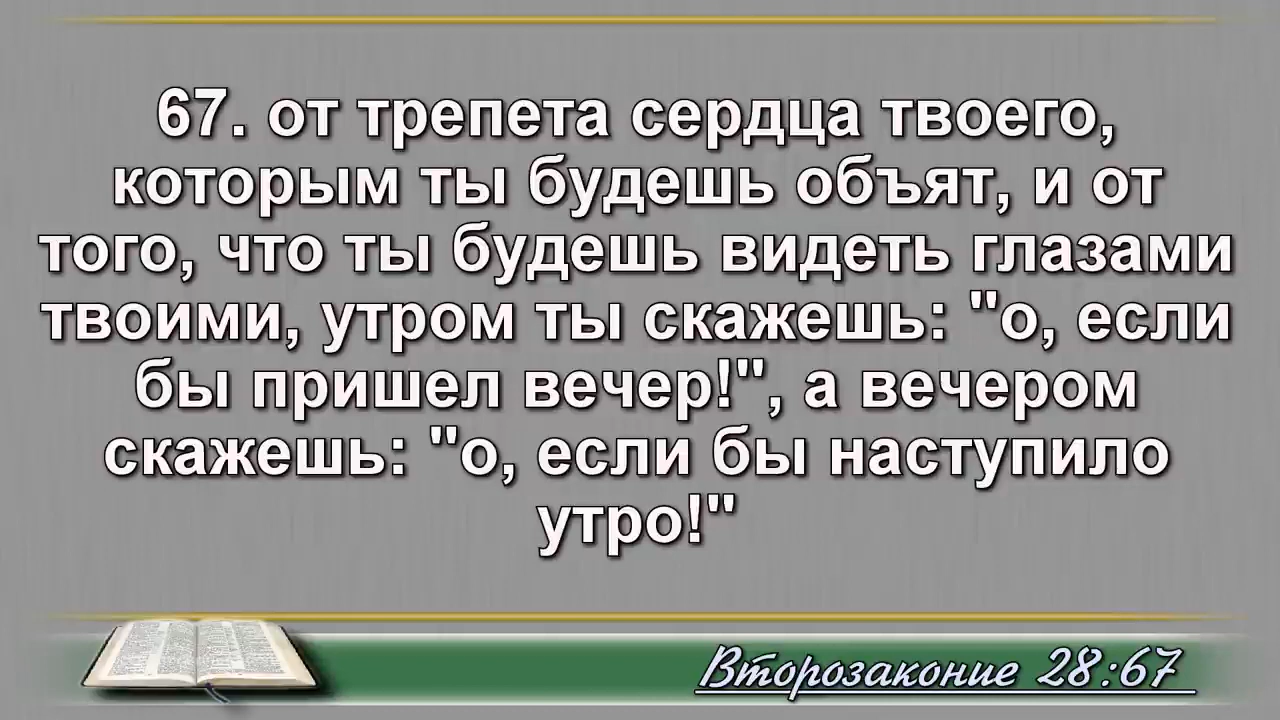 67. от трепета сердца твоего,
которым ты будешь объят, и от
того, что ты будешь видеть глазами
твоими, утром ты скажешь: "о, если
бы пришел вечер!", а вечером
скажешь: "о, если бы наступило
утро!"
Второзаконие 28:67